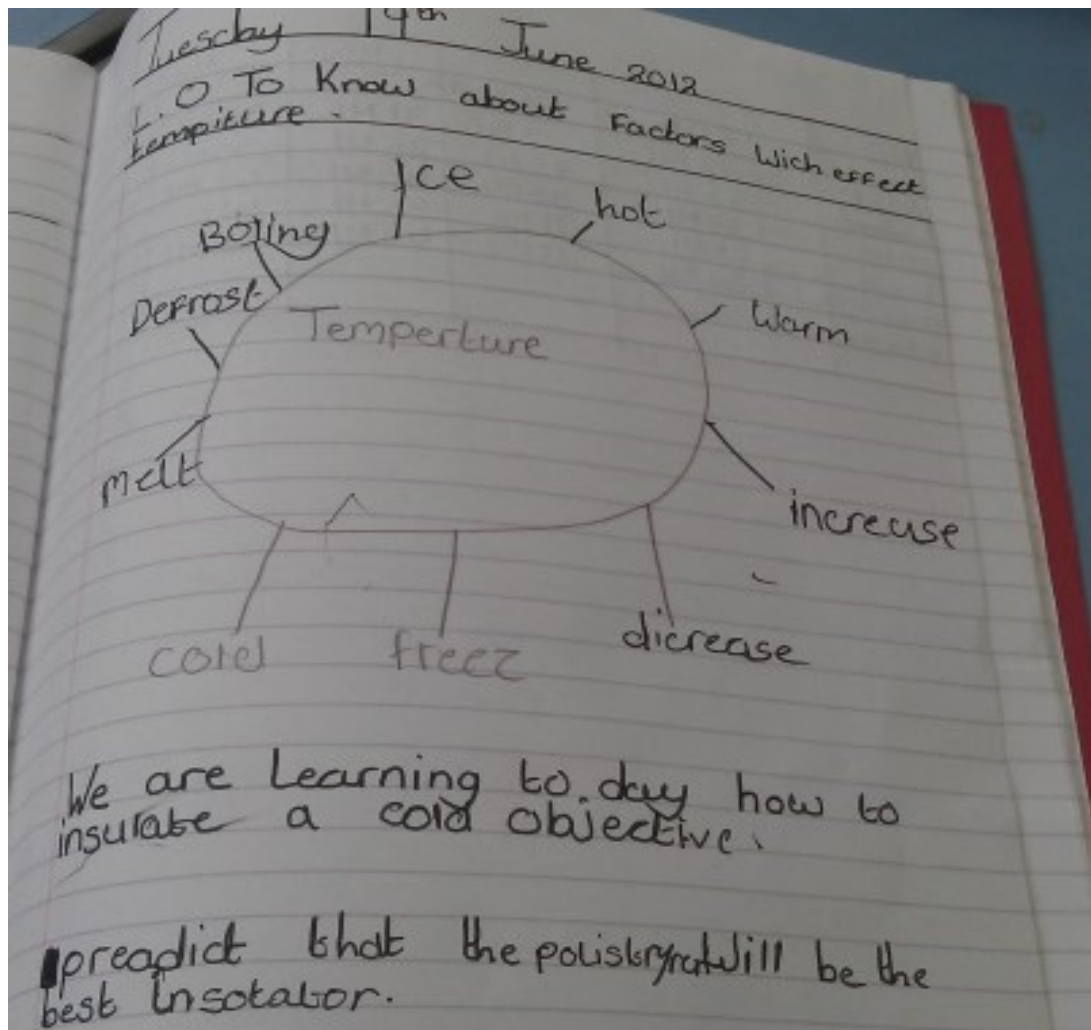 Tuesday 19th June 2012
L.O To Know about Factors Wich effect
tempiture.
Ice
hot
Boiling
Defrost
Warm
Temperture
melt
increase
cold
freez
dicrease
We are Learning to.day how to
insulate a cold objective.
preadict that the will be the
best insolator.